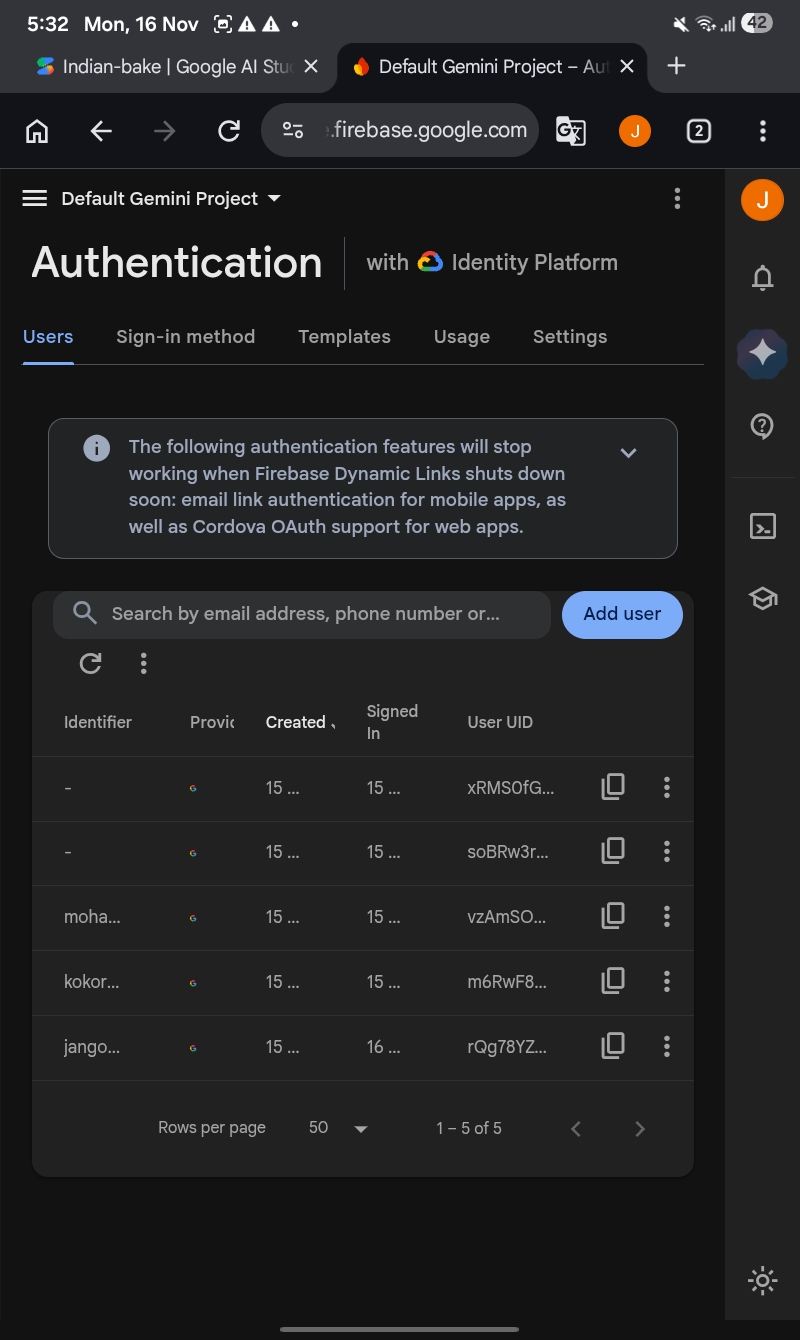 5:32 Mon, 16 Nov 42
Indian-bake | Google AI Stu
Default Gemini Project – Aut
.firebase.google.com J 2
Default Gemini Project
J
Authentication with Identity Platform
Users Sign-in method Templates Usage Settings
The following authentication features will stop
working when Firebase Dynamic Links shuts down
soon: email link authentication for mobile apps, as
well as Cordova OAuth support for web apps.
Search by email address, phone number or... Add user
Identifier Provic Created Signed In User UID
- 15 ... 15 ... xRMS0fG...
- 15 ... 15 ... soBRw3r...
moha... 15 ... 15 ... vzAmSO...
kokor... 15 ... 15 ... m6RwF8...
jango... 15 ... 16 ... rQg78YZ...
Rows per page 50 1 – 5 of 5